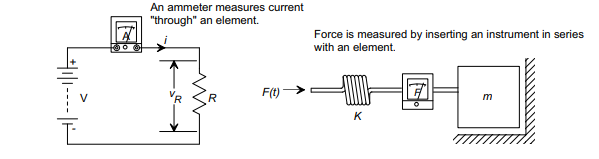 An ammeter measures current
"through" an element.
A
i
+
V
-
vR
R
Force is measured by inserting an instrument in series
with an element.
F(t)
F
K
m